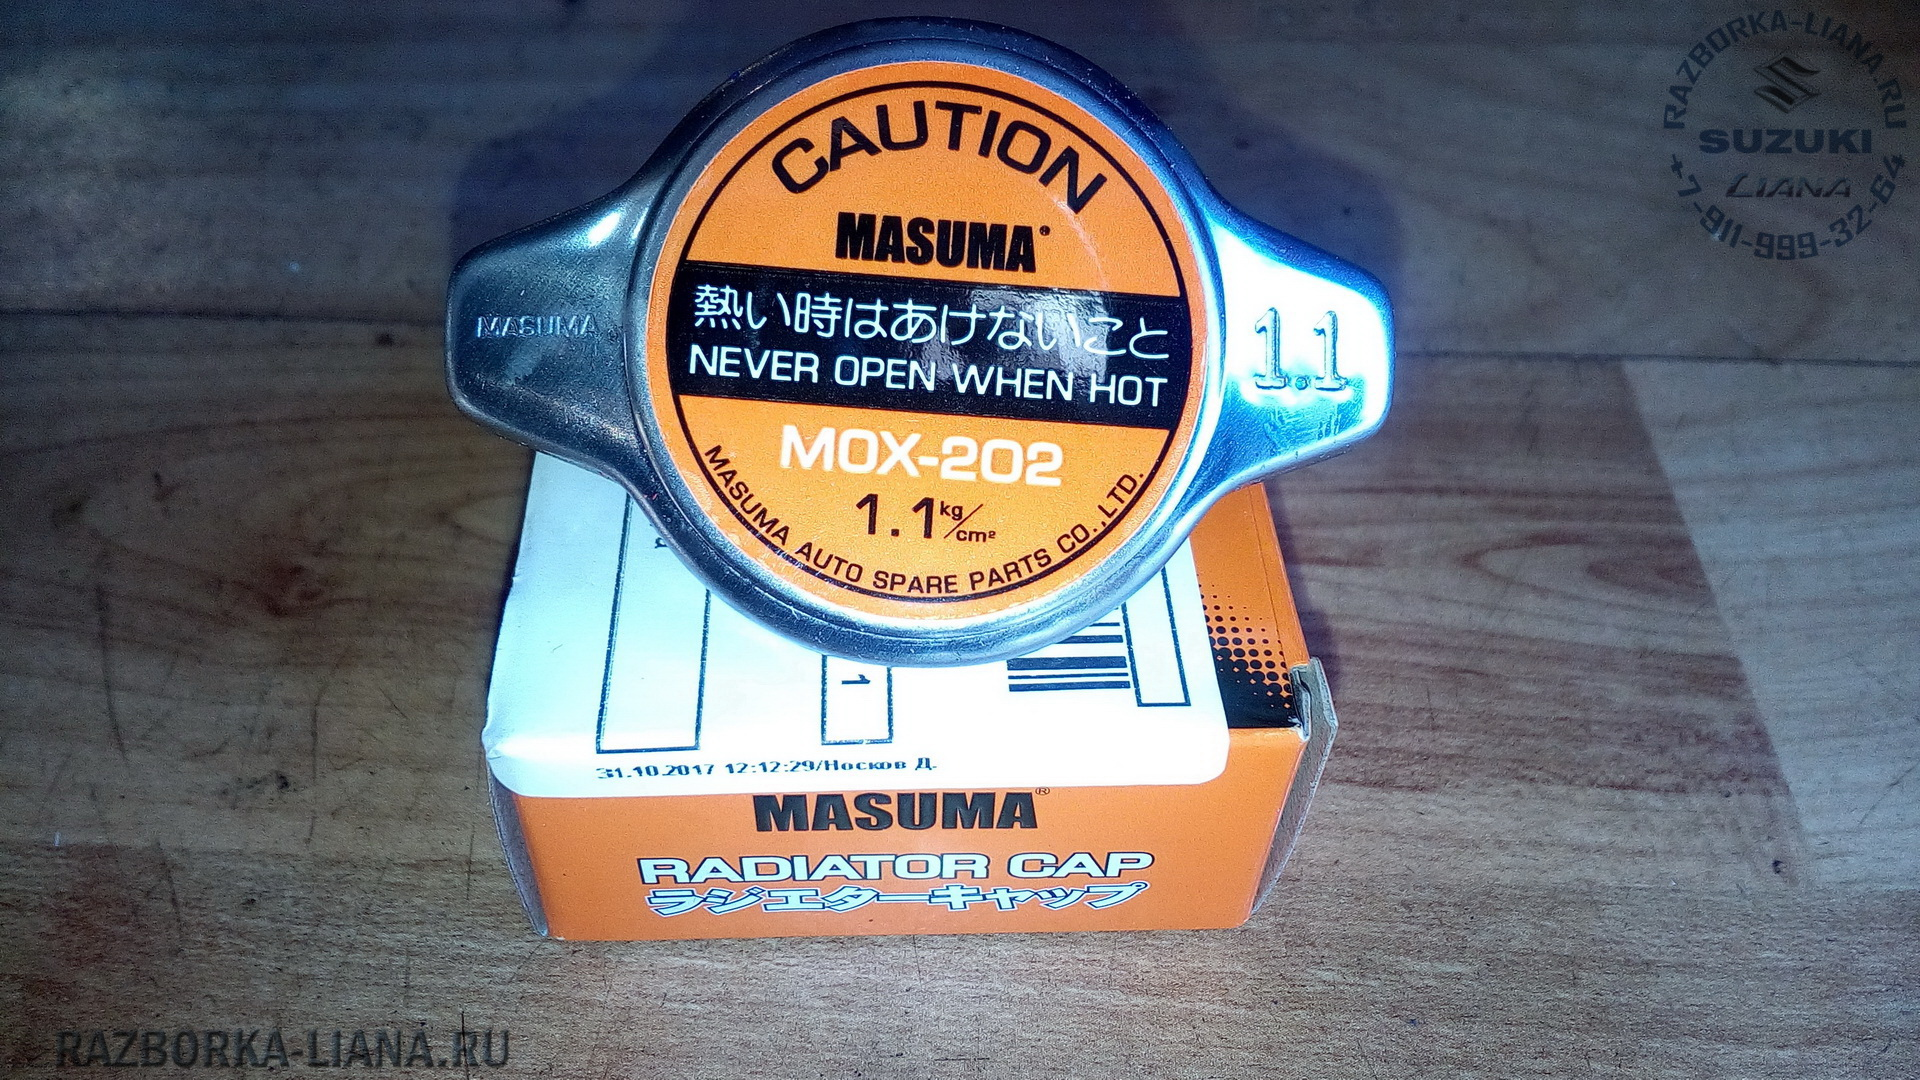 RAZBORKA-LIANA.RU
SUZUKI
LIANA
+7-911-999-32-64
CAUTION
MASUMA
熱い時はあけないこと
NEVER OPEN WHEN HOT
MASUMA
1.1
MOX-202
1.1 kg/cm²
MASUMA AUTO SPARE PARTS CO.,LTD.
1
31.10.2017 12:12:29/Носков Д.
MASUMA®
RADIATOR CAP
ラジエターキャップ
RAZBORKA-LIANA.RU